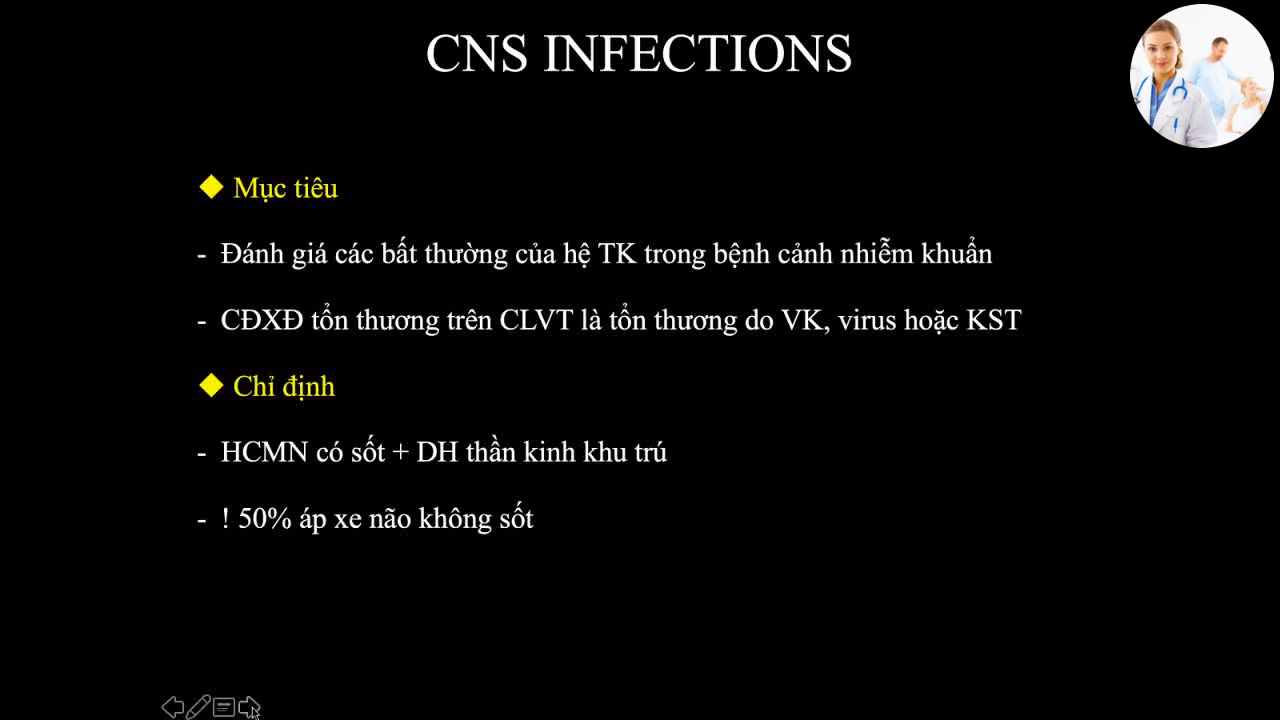 CNS INFECTIONS
Mục tiêu
- Đánh giá các bất thường của hệ TK trong bệnh cảnh nhiễm khuẩn
- CĐXĐ tổn thương trên CLVT là tổn thương do VK, virus hoặc KST
Chỉ định
- HCMN có sốt + DH thần kinh khu trú
- ! 50% áp xe não không sốt